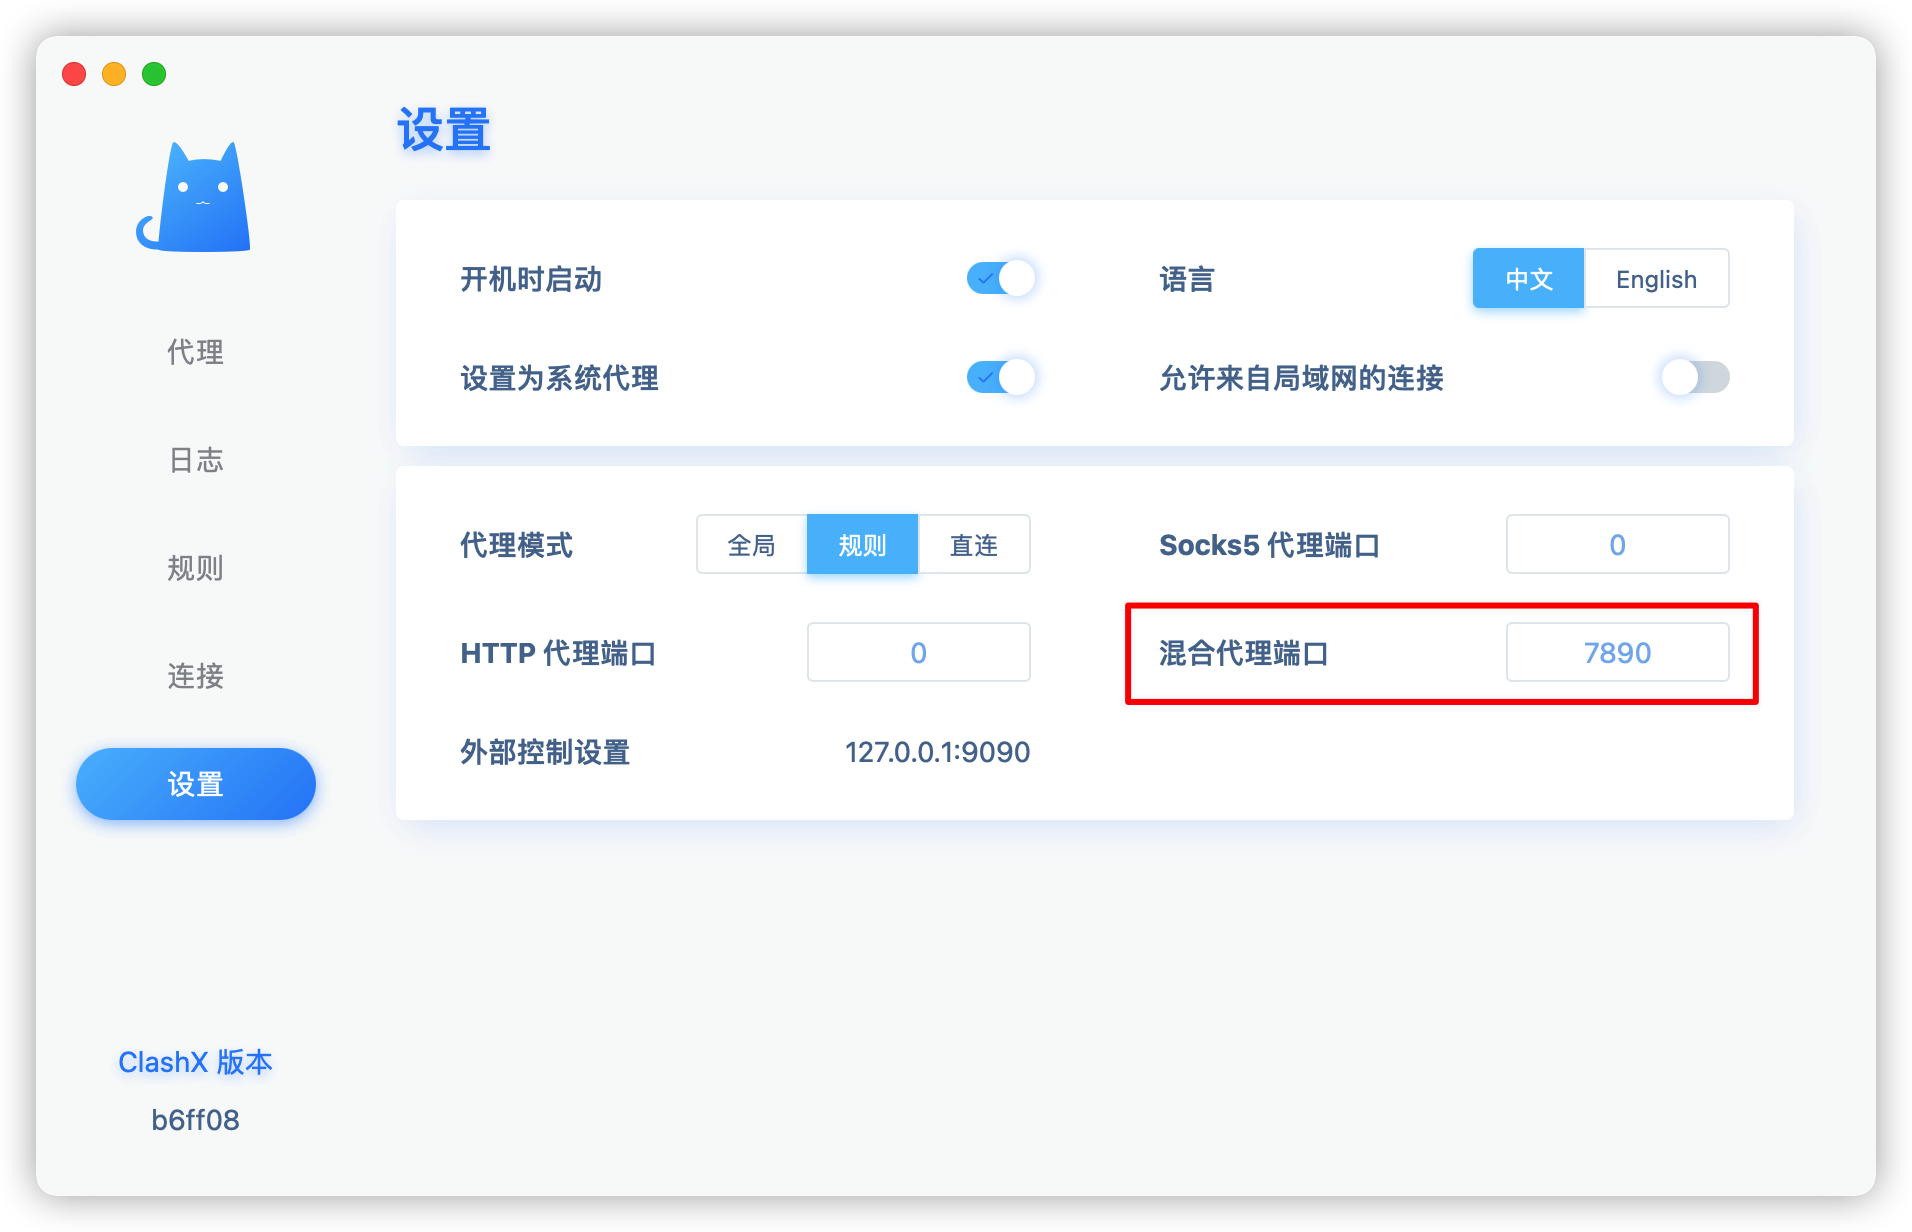 设置
开机时启动
语言
中文 English
设置为系统代理
允许来自局域网的连接
代理
日志
规则
连接
设置
代理模式
全局 规则 直连
Socks5 代理端口
0
HTTP 代理端口
0
混合代理端口
7890
外部控制设置
127.0.0.1:9090
ClashX 版本
b6ff08